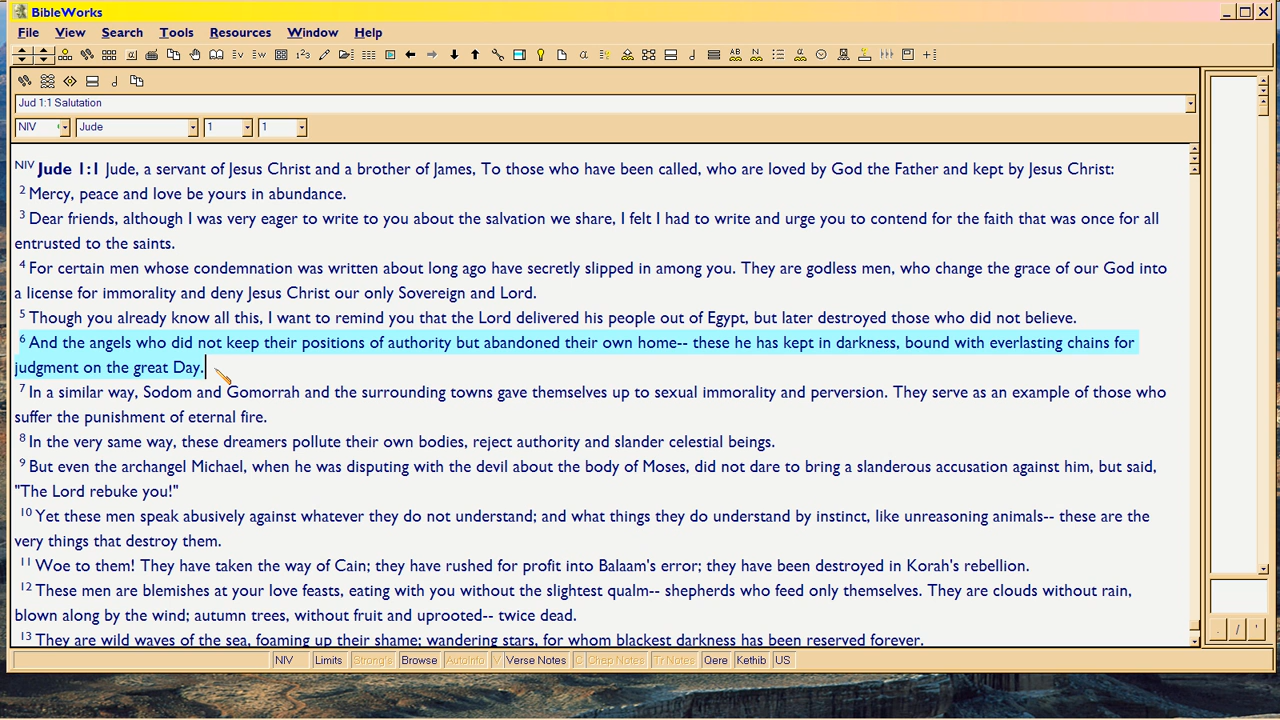 BibleWorks
File View Search Tools Resources Window Help
Jud 1:1 Salutation
NIV Jude 1 1
NIV Jude 1:1 Jude, a servant of Jesus Christ and a brother of James, To those who have been called, who are loved by God the Father and kept by Jesus Christ:
2 Mercy, peace and love be yours in abundance.
3 Dear friends, although I was very eager to write to you about the salvation we share, I felt I had to write and urge you to contend for the faith that was once for all
entrusted to the saints.
4 For certain men whose condemnation was written about long ago have secretly slipped in among you. They are godless men, who change the grace of our God into
a license for immorality and deny Jesus Christ our only Sovereign and Lord.
5 Though you already know all this, I want to remind you that the Lord delivered his people out of Egypt, but later destroyed those who did not believe.
6 And the angels who did not keep their positions of authority but abandoned their own home-- these he has kept in darkness, bound with everlasting chains for
judgment on the great Day.
7 In a similar way, Sodom and Gomorrah and the surrounding towns gave themselves up to sexual immorality and perversion. They serve as an example of those who
suffer the punishment of eternal fire.
8 In the very same way, these dreamers pollute their own bodies, reject authority and slander celestial beings.
9 But even the archangel Michael, when he was disputing with the devil about the body of Moses, did not dare to bring a slanderous accusation against him, but said,
"The Lord rebuke you!"
10 Yet these men speak abusively against whatever they do not understand; and what things they do understand by instinct, like unreasoning animals-- these are the
very things that destroy them.
11 Woe to them! They have taken the way of Cain; they have rushed for profit into Balaam's error; they have been destroyed in Korah's rebellion.
12 These men are blemishes at your love feasts, eating with you without the slightest qualm-- shepherds who feed only themselves. They are clouds without rain,
blown along by the wind; autumn trees, without fruit and uprooted-- twice dead.
13 They are wild waves of the sea, foaming up their shame; wandering stars, for whom blackest darkness has been reserved forever.
NIV Limits Strong's Browse AutoInfo V Verse Notes C Chap Notes Tr Notes Qere Kethib US
. / '